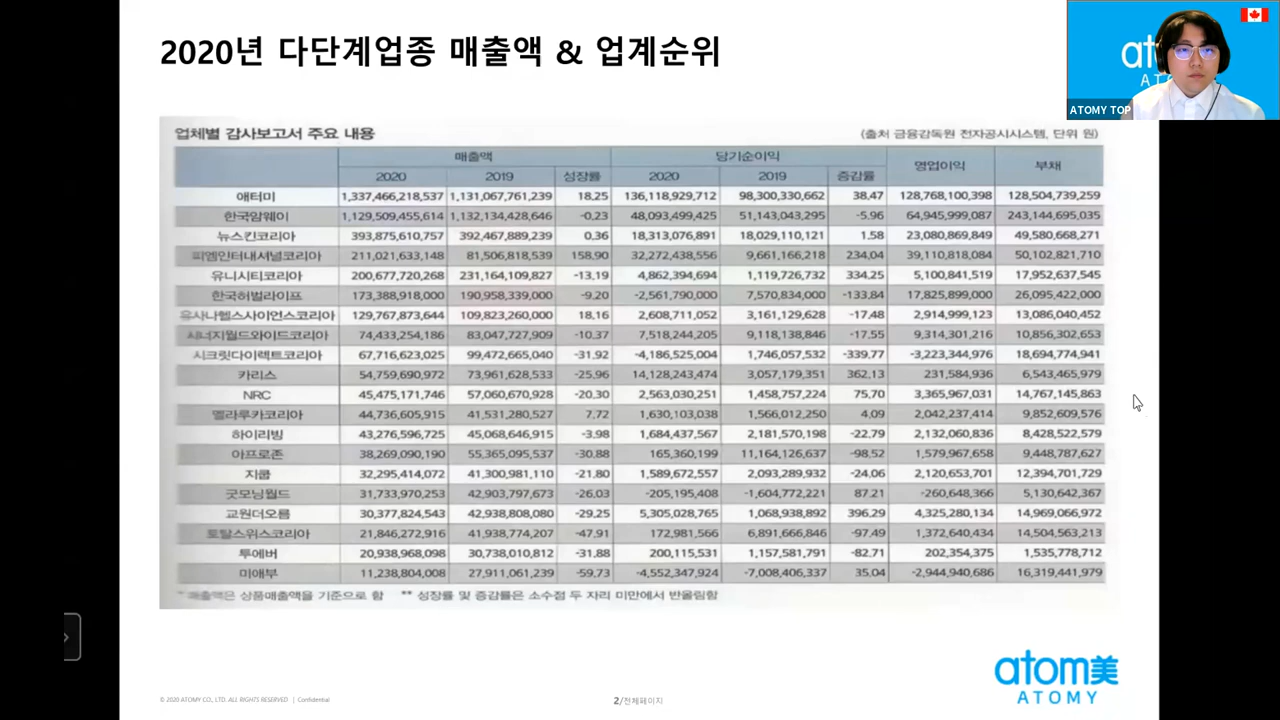 2020년 다단계업종 매출액 & 업계순위
atom
ATOMY
ATOMY TOP
업체별 감사보고서 주요 내용
(출처 금융감독원 전자공시시스템, 단위 원)
매출액 당기순이익 영업이익 부채
2020 2019 성장률 2020 2019 증감률
애터미 1,337,466,218,537 1,131,067,761,239 18.25 136,118,929,712 98,300,330,662 38.47 128,768,100,398 128,504,739,259
한국암웨이 1,129,509,455,614 1,132,134,428,646 -0.23 48,093,499,425 51,143,043,295 -5.96 64,945,999,087 243,144,695,035
뉴스킨코리아 393,875,610,757 392,467,889,239 0.36 18,313,076,891 18,029,110,121 1.58 23,080,869,849 49,580,668,271
피엠인터내셔널코리아 211,021,633,148 81,506,818,539 158.90 32,272,438,556 9,661,166,218 234.04 39,110,818,084 50,102,821,710
유니시티코리아 200,677,720,268 231,164,109,827 -13.19 4,862,394,694 1,119,726,732 334.25 5,100,841,519 17,952,637,545
한국허벌라이프 173,388,918,000 190,958,339,000 -9.20 -2,561,790,000 7,570,834,000 -133.84 17,825,899,000 26,095,422,000
유사나헬스사이언스코리아 129,767,873,644 109,823,260,000 18.16 2,608,711,052 3,161,129,628 -17.48 2,914,999,123 13,086,040,452
시너지월드와이드코리아 74,433,254,186 83,047,727,909 -10.37 7,518,244,205 9,118,138,846 -17.55 9,314,301,216 10,856,302,653
시크릿다이렉트코리아 67,716,623,025 99,472,665,040 -31.92 -4,186,525,004 1,746,057,532 -339.77 -3,223,344,976 18,694,774,941
카리스 54,759,690,972 73,961,628,533 -25.96 14,128,243,474 3,057,179,351 362.13 231,584,936 6,543,465,979
NRC 45,475,171,746 57,060,670,928 -20.30 2,563,030,251 1,458,757,224 75.70 3,365,967,031 14,767,145,863
멜라루카코리아 44,736,605,915 41,531,280,527 7.72 1,630,103,038 1,566,012,250 4.09 2,042,237,414 9,852,609,576
하이리빙 43,276,596,725 45,068,646,915 -3.98 1,684,437,567 2,181,570,198 -22.79 2,132,060,836 8,428,522,579
아프로존 38,269,090,190 55,365,095,537 -30.88 165,360,199 11,164,126,637 -98.52 1,579,967,658 9,448,787,627
지쿱 32,295,414,072 41,300,981,110 -21.80 1,589,672,557 2,093,289,932 -24.06 2,120,653,701 12,394,701,729
굿모닝월드 31,733,970,253 42,903,797,673 -26.03 -205,195,408 -1,604,772,221 87.21 -260,648,366 5,130,642,367
교원더오름 30,377,824,543 42,938,808,080 -29.25 5,305,028,765 1,068,938,892 396.29 4,325,280,134 14,969,066,972
토탈스위스코리아 21,846,272,916 41,938,774,207 -47.91 172,981,566 6,891,666,846 -97.49 1,372,640,434 14,504,563,213
투에버 20,938,968,098 30,738,010,812 -31.88 200,115,531 1,157,581,791 -82.71 202,354,375 1,535,778,712
미애부 11,238,804,008 27,911,061,239 -59.73 -4,552,347,924 -7,008,406,337 35.04 -2,944,940,686 16,319,441,979
* 매출액은 상품매출액을 기준으로 함 ** 성장률 및 증감률은 소수점 두 자리 미만에서 반올림함
atom美
ATOMY
© 2020 ATOMY CO., LTD. ALL RIGHTS RESERVED | Confidential
2/전체페이지